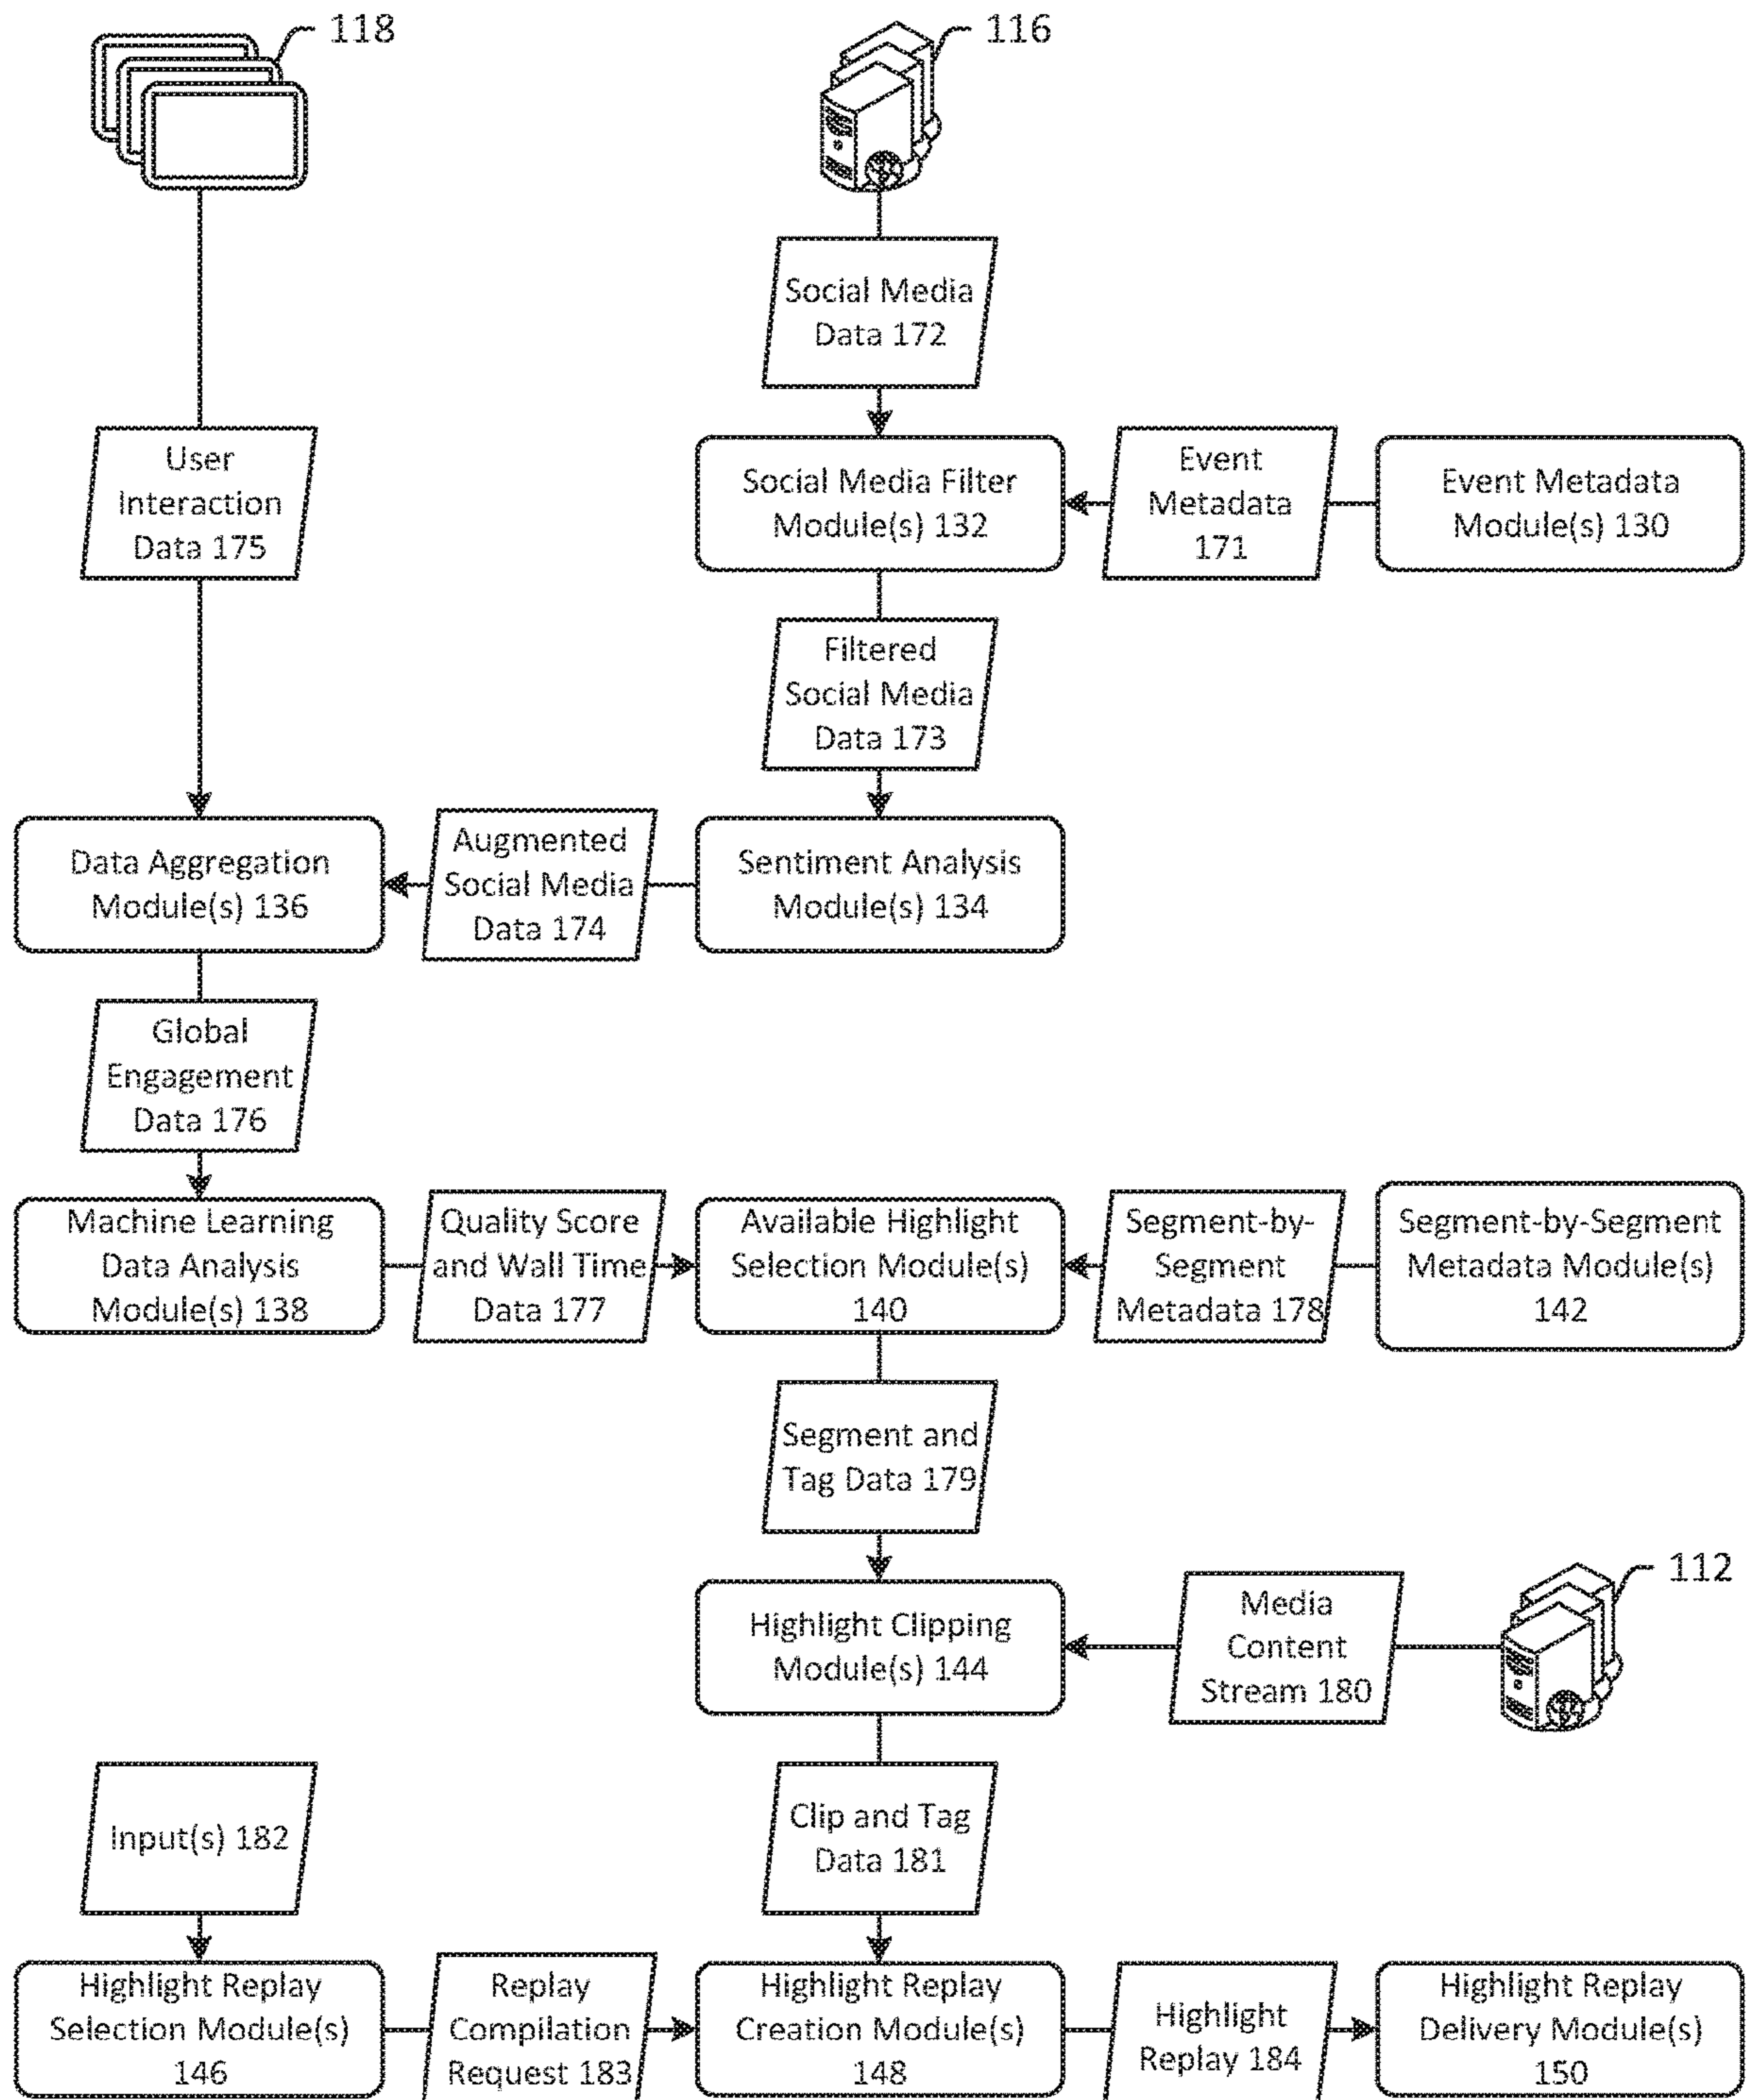 118
116
Social Media
Data 172
User
Interaction
Data 175
Social Media Filter
Module(s) 132
Event
Metadata
171
Event Metadata
Module(s) 130
Filtered
Social Media
Data 173
Data Aggregation
Module(s) 136
Augmented
Social Media
Data 174
Sentiment Analysis
Module(s) 134
Global
Engagement
Data 176
Machine Learning
Data Analysis
Module(s) 138
Quality Score
and Wall Time
Data 177
Available Highlight
Selection Module(s)
140
Segment-by-
Segment
Metadata 178
Segment-by-Segment
Metadata Module(s)
142
Segment and
Tag Data 179
112
Highlight Clipping
Module(s) 144
Media
Content
Stream 180
Input(s) 182
Clip and Tag
Data 181
Highlight Replay
Selection Module(s)
146
Replay
Compilation
Request 183
Highlight Replay
Creation Module(s)
148
Highlight
Replay 184
Highlight Replay
Delivery Module(s)
150